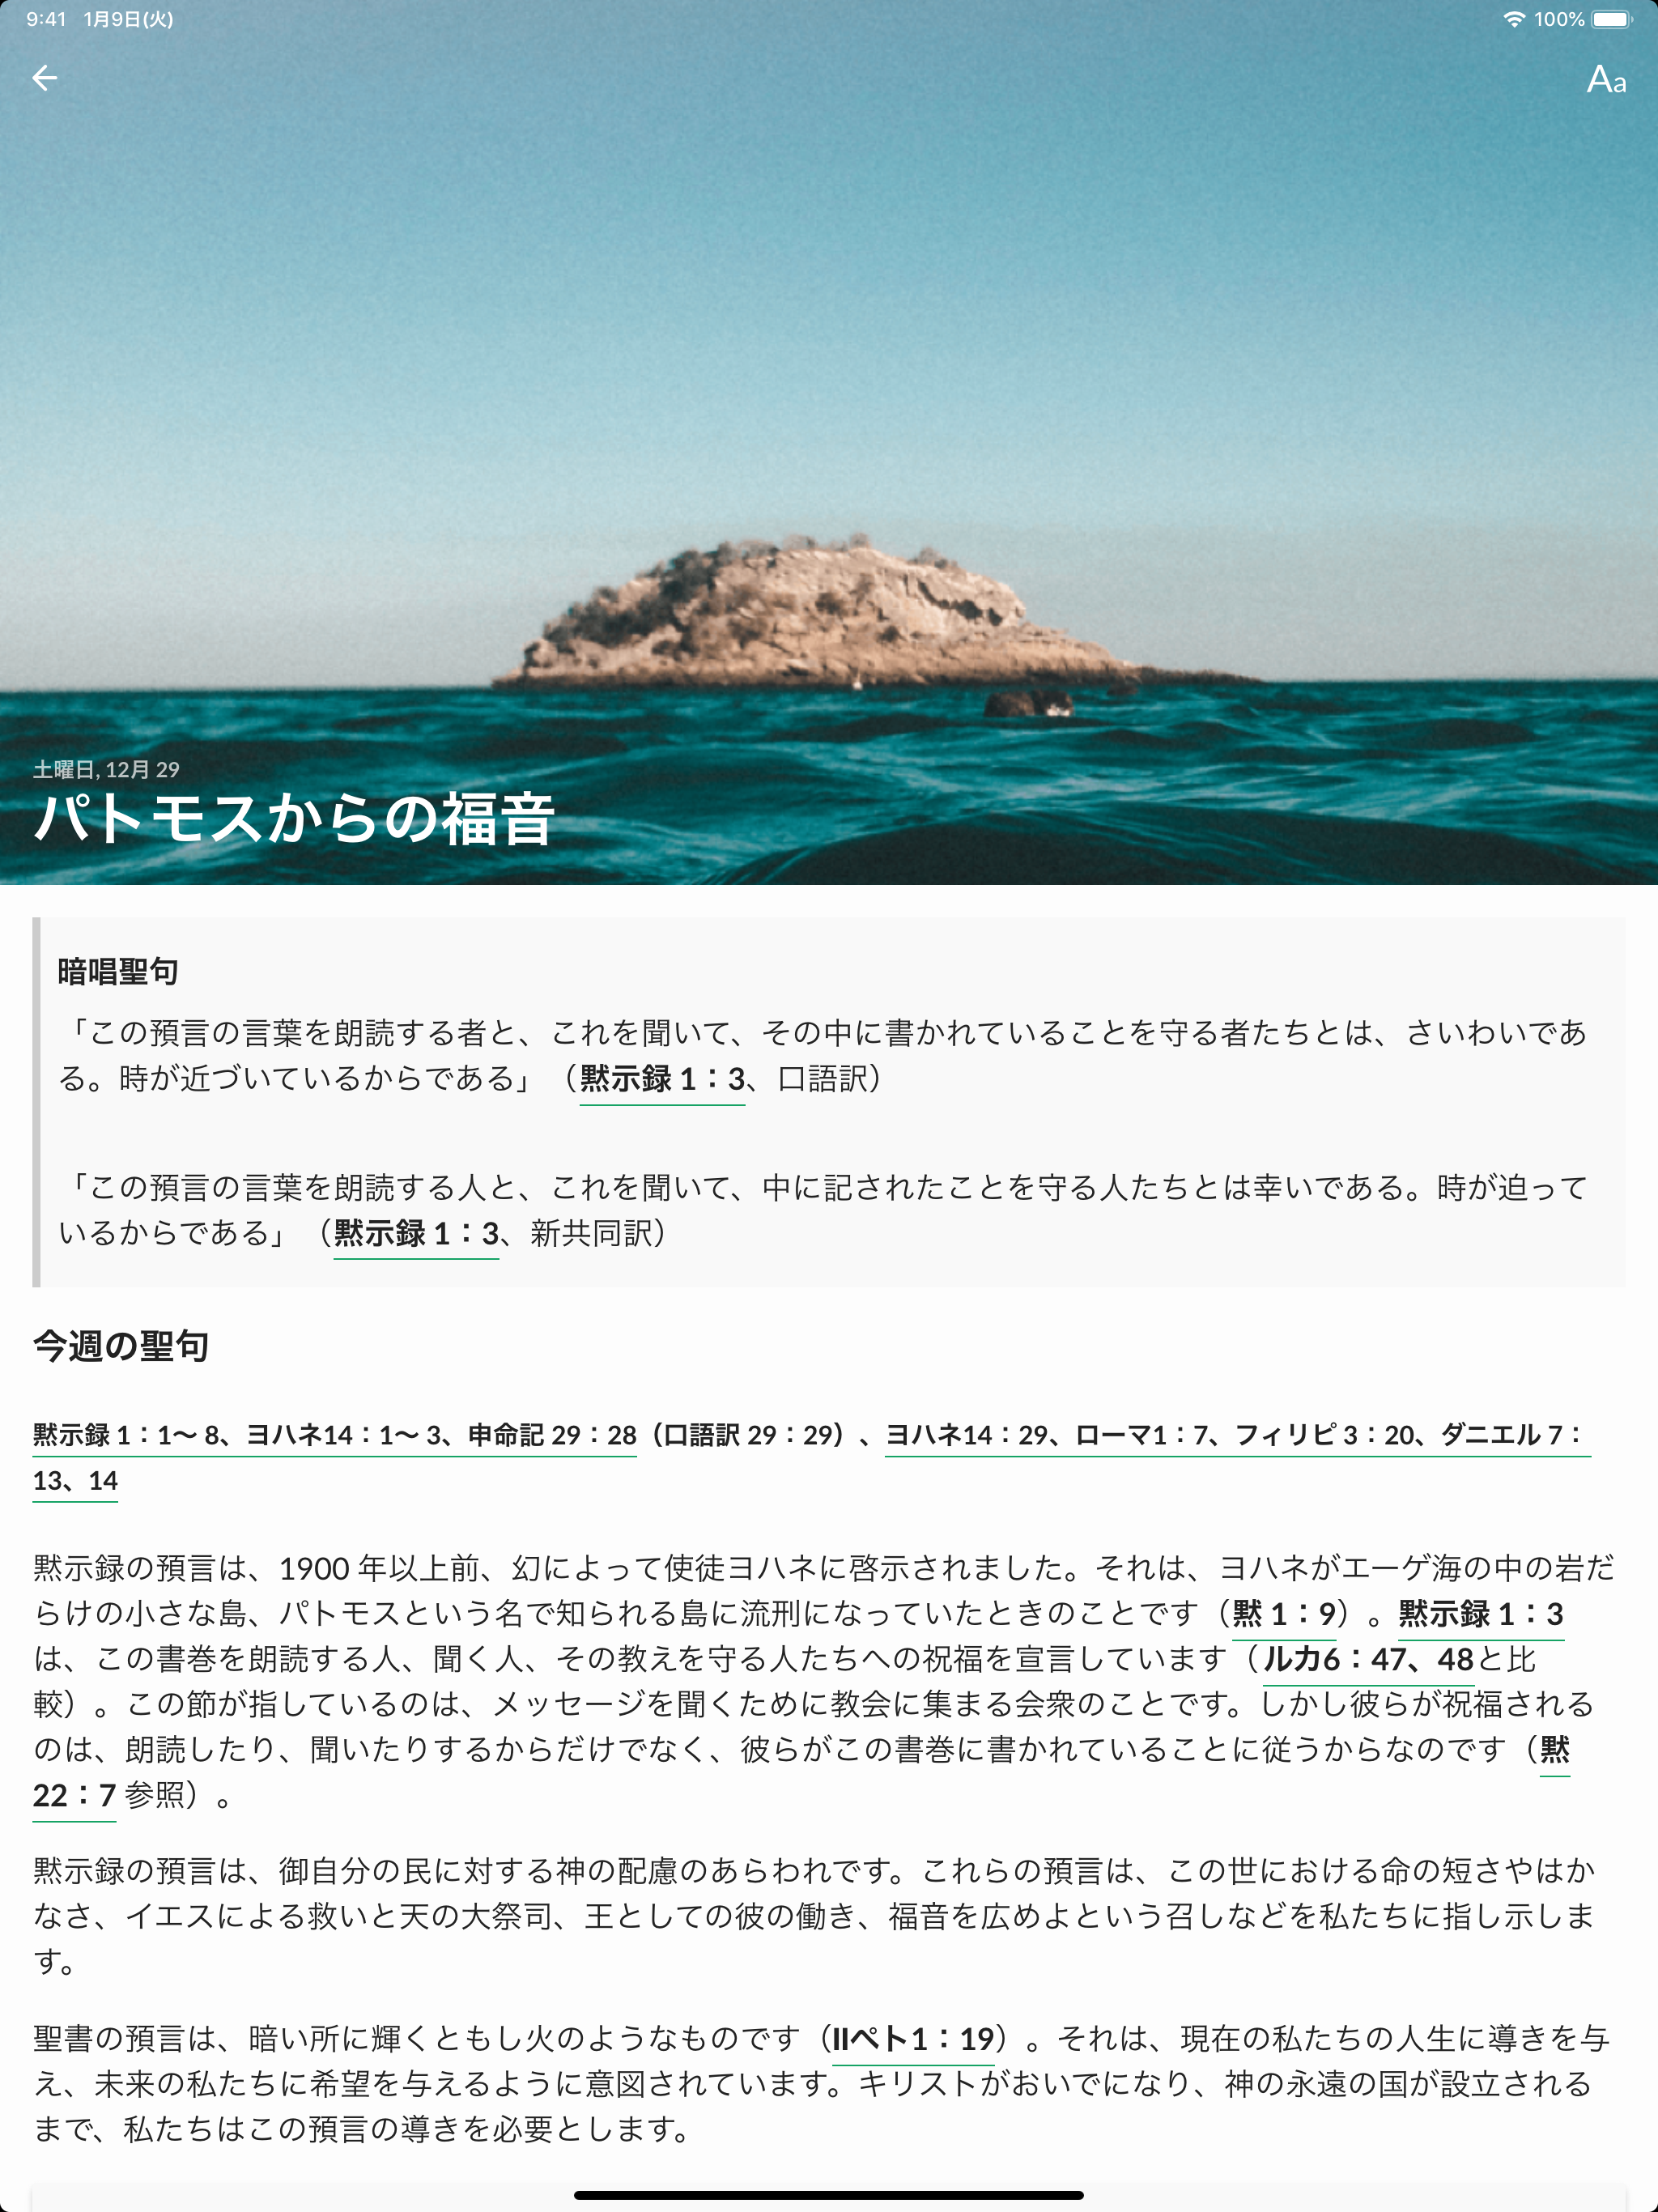 9:41 1月9日(火) 100%
Aa
土曜日, 12月 29
パトモスからの福音
暗唱聖句
「この預言の言葉を朗読する者と、これを聞いて、その中に書かれていることを守る者たちとは、さいわいであ
る。時が近づいているからである」（黙示録 1：3、口語訳）
「この預言の言葉を朗読する人と、これを聞いて、中に記されたことを守る人たちとは幸いである。時が迫って
いるからである」（黙示録 1：3、新共同訳）
今週の聖句
黙示録 1：1〜 8、ヨハネ14：1〜 3、申命記 29：28（口語訳 29：29）、ヨハネ14：29、ローマ1：7、フィリピ 3：20、ダニエル 7：
13、14
黙示録の預言は、1900 年以上前、幻によって使徒ヨハネに啓示されました。それは、ヨハネがエーゲ海の中の岩だ
らけの小さな島、パトモスという名で知られる島に流刑になっていたときのことです（黙 1：9）。黙示録 1：3
は、この書巻を朗読する人、聞く人、その教えを守る人たちへの祝福を宣言しています（ルカ6：47、48と比
較）。この節が指しているのは、メッセージを聞くために教会に集まる会衆のことです。しかし彼らが祝福される
のは、朗読したり、聞いたりするからだけでなく、彼らがこの書巻に書かれていることに従うからなのです（黙
22：7 参照）。
黙示録の預言は、御自分の民に対する神の配慮のあらわれです。これらの預言は、この世における命の短さやはか
なさ、イエスによる救いと天の大祭司、王としての彼の働き、福音を広めよという召しなどを私たちに指し示しま
す。
聖書の預言は、暗い所に輝くともし火のようなものです（IIペト1：19）。それは、現在の私たちの人生に導きを与
え、未来の私たちに希望を与えるように意図されています。キリストがおいでになり、神の永遠の国が設立される
まで、私たちはこの預言の導きを必要とします。